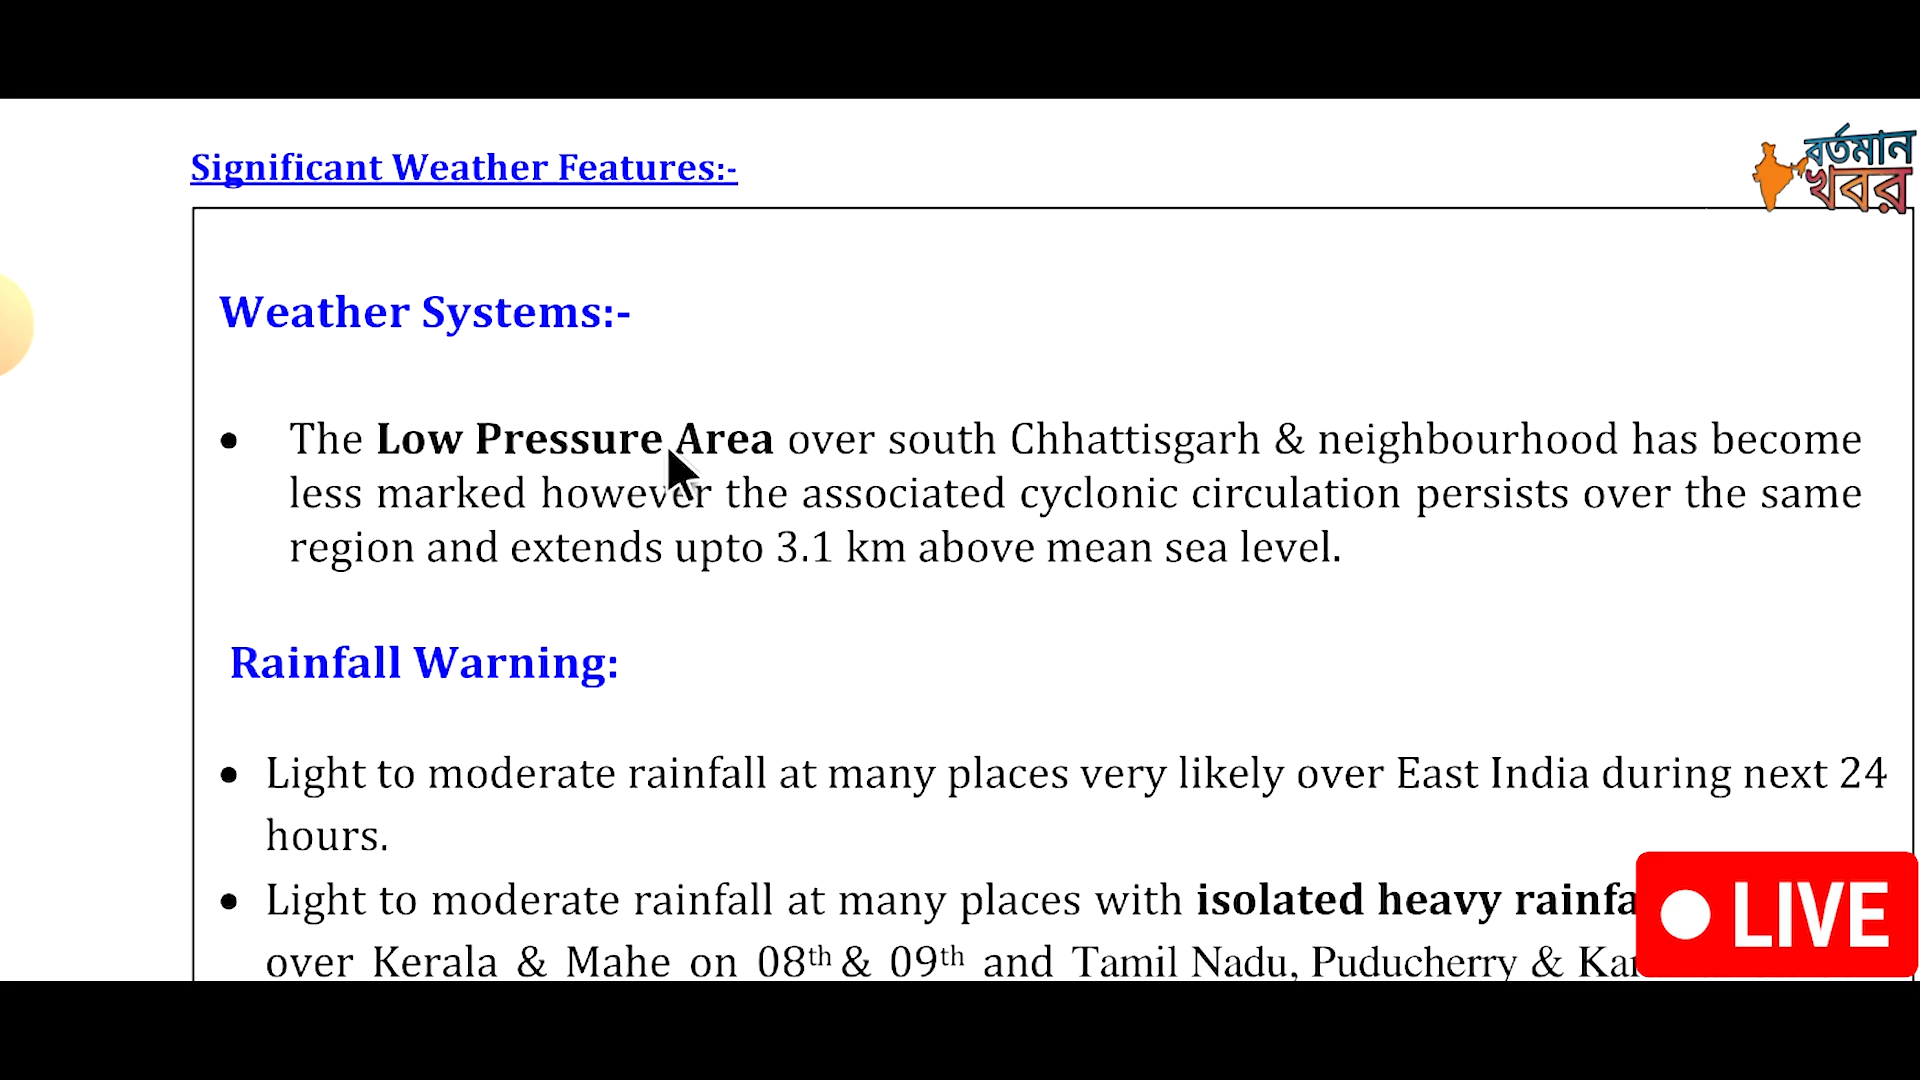 Significant Weather Features:-
বর্তমান
খবর
Weather Systems:-
• The Low Pressure Area over south Chhattisgarh & neighbourhood has become
less marked however the associated cyclonic circulation persists over the same
region and extends upto 3.1 km above mean sea level.
Rainfall Warning:
• Light to moderate rainfall at many places very likely over East India during next 24
hours.
• Light to moderate rainfall at many places with isolated heavy
over Kerala & Mahe on 08th & 09th and Tamil Nadu, Puducherry &
LIVE